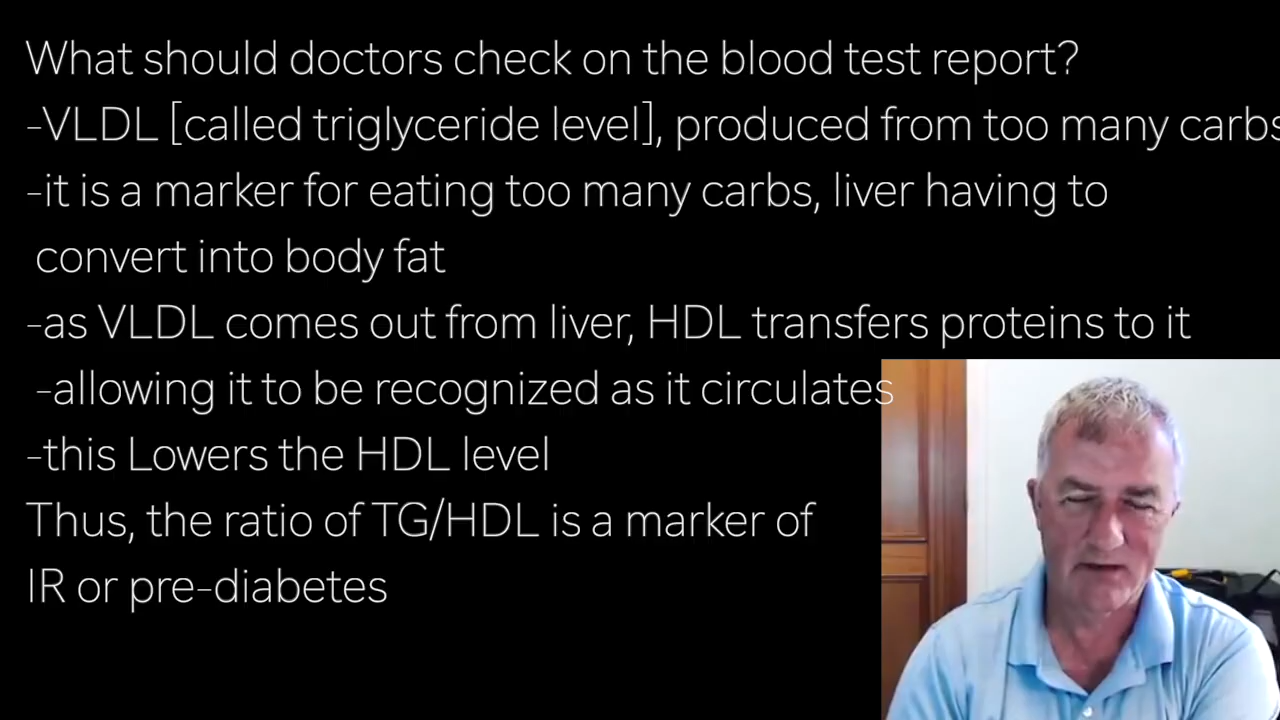 What should doctors check on the blood test report?
-VLDL [called triglyceride level], produced from too many carbs
-it is a marker for eating too many carbs, liver having to
convert into body fat
-as VLDL comes out from liver, HDL transfers proteins to it
-allowing it to be recognized as it circulates
-this Lowers the HDL level
Thus, the ratio of TG/HDL is a marker of
IR or pre-diabetes